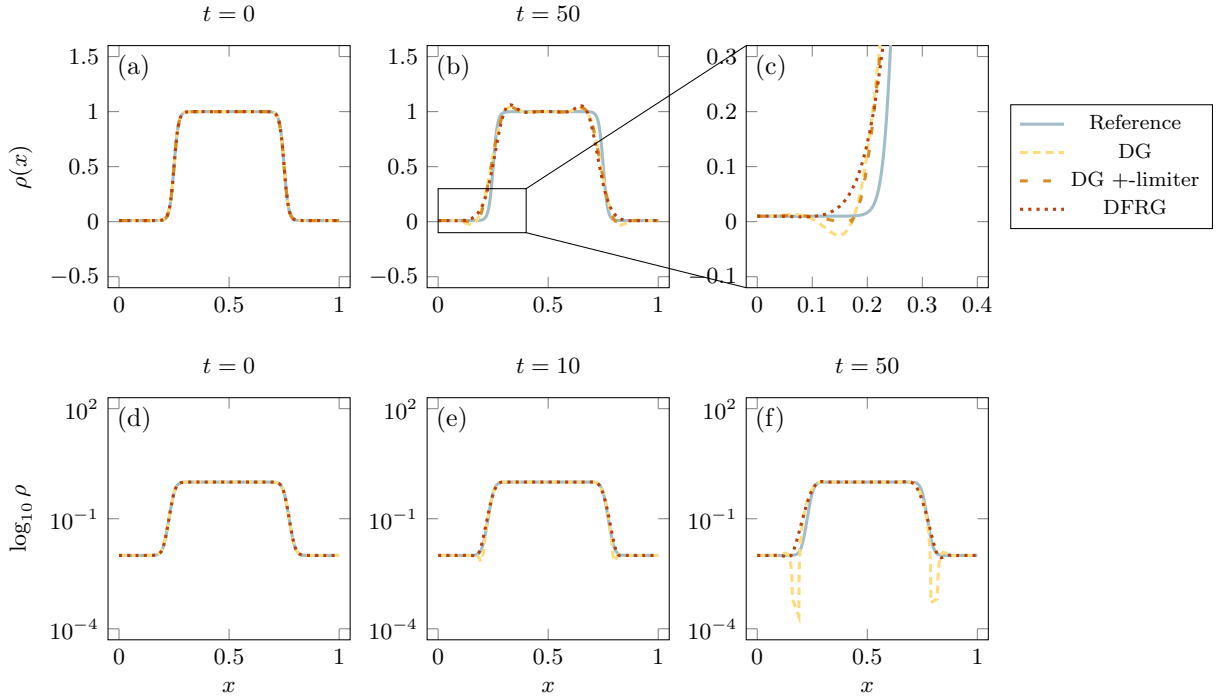 t = 0
t = 50
(a)
(b)
(c)
ρ(x)
1.5
1
0.5
0
−0.5
0
0.5
1
1.5
1
0.5
0
−0.5
0
0.5
1
0.3
0.2
0.1
0
−0.1
0
0.1
0.2
0.3
0.4
Reference
DG
DG +-limiter
DFRG
t = 0
t = 10
t = 50
(d)
(e)
(f)
log₁₀ ρ
10²
10⁻¹
10⁻⁴
0
0.5
1
x
10²
10⁻¹
10⁻⁴
0
0.5
1
x
10²
10⁻¹
10⁻⁴
0
0.5
1
x